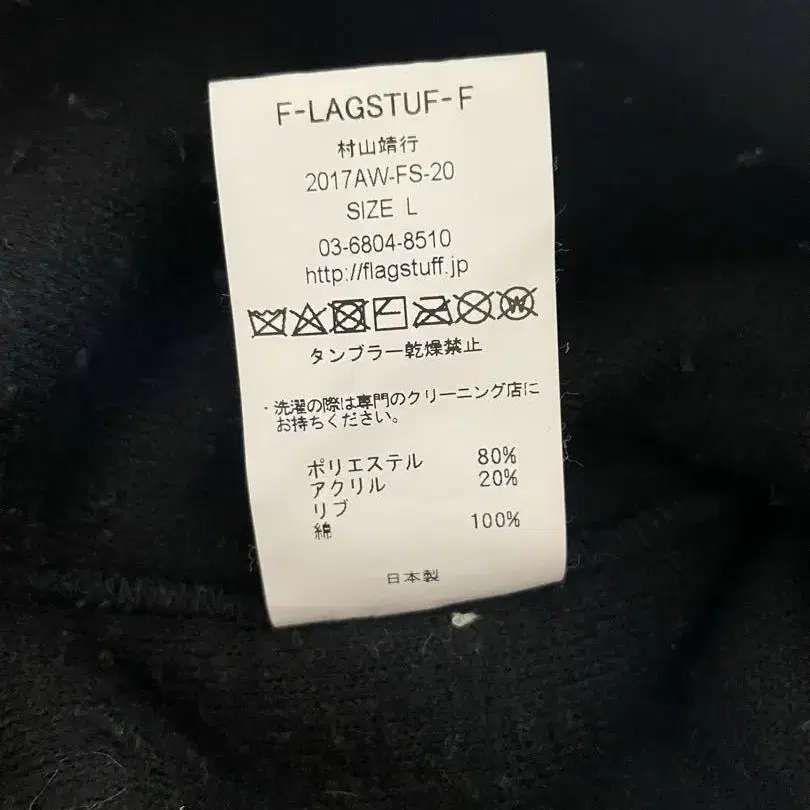 F-LAGSTUF-F
村山靖行
2017AW-FS-20
SIZE L
03-6804-8510
http://flagstuff.jp
W
タンブラー乾燥禁止
・洗濯の際は専門のクリーニング店に
お持ちください。
ポリエステル 80%
アクリル 20%
リブ
綿 100%
日本製